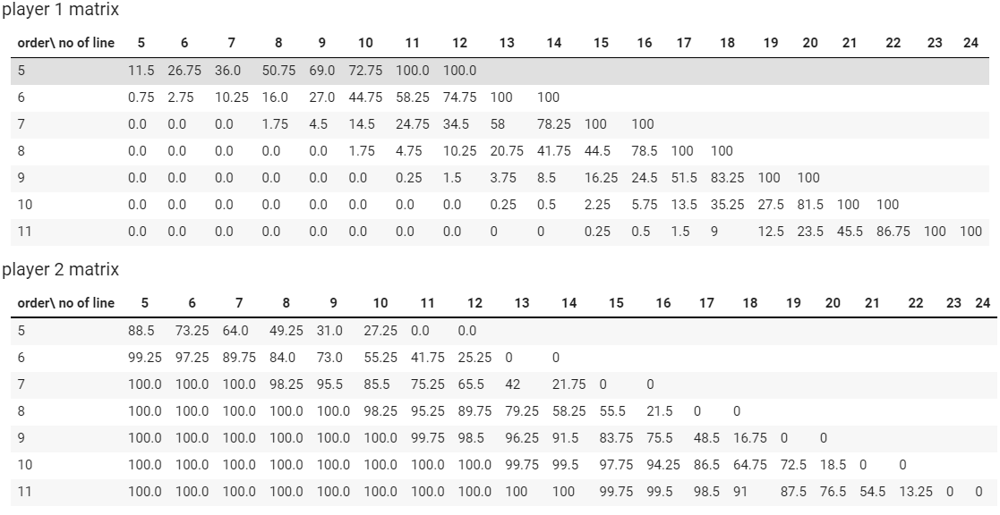 player 1 matrix
order\ no of line 5 6 7 8 9 10 11 12 13 14 15 16 17 18 19 20 21 22 23 24
5 11.5 26.75 36.0 50.75 69.0 72.75 100.0 100.0
6 0.75 2.75 10.25 16.0 27.0 44.75 58.25 74.75 100 100
7 0.0 0.0 0.0 1.75 4.5 14.5 24.75 34.5 58 78.25 100 100
8 0.0 0.0 0.0 0.0 0.0 1.75 4.75 10.25 20.75 41.75 44.5 78.5 100 100
9 0.0 0.0 0.0 0.0 0.0 0.0 0.25 1.5 3.75 8.5 16.25 24.5 51.5 83.25 100 100
10 0.0 0.0 0.0 0.0 0.0 0.0 0.0 0.0 0.25 0.5 2.25 5.75 13.5 35.25 27.5 81.5 100 100
11 0.0 0.0 0.0 0.0 0.0 0.0 0.0 0.0 0 0 0.25 0.5 1.5 9 12.5 23.5 45.5 86.75 100 100
player 2 matrix
order\ no of line 5 6 7 8 9 10 11 12 13 14 15 16 17 18 19 20 21 22 23 24
5 88.5 73.25 64.0 49.25 31.0 27.25 0.0 0.0
6 99.25 97.25 89.75 84.0 73.0 55.25 41.75 25.25 0 0
7 100.0 100.0 100.0 98.25 95.5 85.5 75.25 65.5 42 21.75 0 0
8 100.0 100.0 100.0 100.0 100.0 98.25 95.25 89.75 79.25 58.25 55.5 21.5 0 0
9 100.0 100.0 100.0 100.0 100.0 100.0 99.75 98.5 96.25 91.5 83.75 75.5 48.5 16.75 0 0
10 100.0 100.0 100.0 100.0 100.0 100.0 100.0 100.0 99.75 99.5 97.75 94.25 86.5 64.75 72.5 18.5 0 0
11 100.0 100.0 100.0 100.0 100.0 100.0 100.0 100.0 100 100 99.75 99.5 98.5 91 87.5 76.5 54.5 13.25 0 0